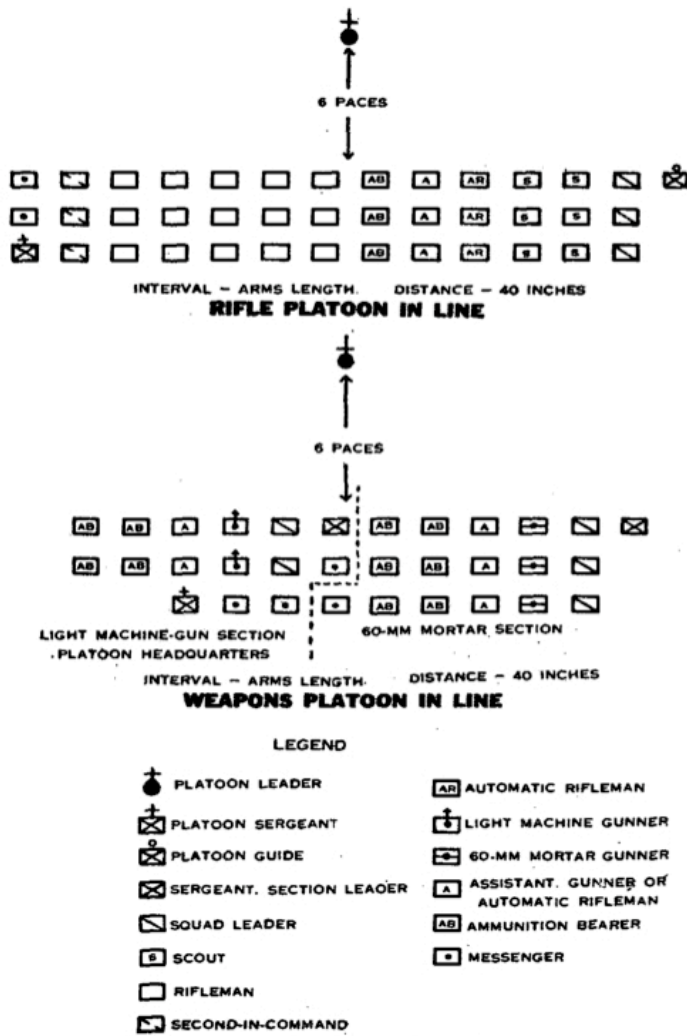 6 PACES
AB A AR S S
AB A AR S S
AB A AR S S
INTERVAL – ARMS LENGTH. DISTANCE – 40 INCHES
RIFLE PLATOON IN LINE
6 PACES
AB AB A AB AB A
AB AB A AB AB A
AB AB A
LIGHT MACHINE-GUN SECTION
PLATOON HEADQUARTERS
60-MM MORTAR SECTION
INTERVAL – ARMS LENGTH. DISTANCE – 40 INCHES
WEAPONS PLATOON IN LINE
LEGEND
PLATOON LEADER
PLATOON SERGEANT
PLATOON GUIDE
SERGEANT. SECTION LEADER
SQUAD LEADER
S SCOUT
RIFLEMAN
SECOND-IN-COMMAND
AR AUTOMATIC RIFLEMAN
LIGHT MACHINE GUNNER
60-MM MORTAR GUNNER
A ASSISTANT. GUNNER OR
AUTOMATIC RIFLEMAN
AB AMMUNITION BEARER
MESSENGER